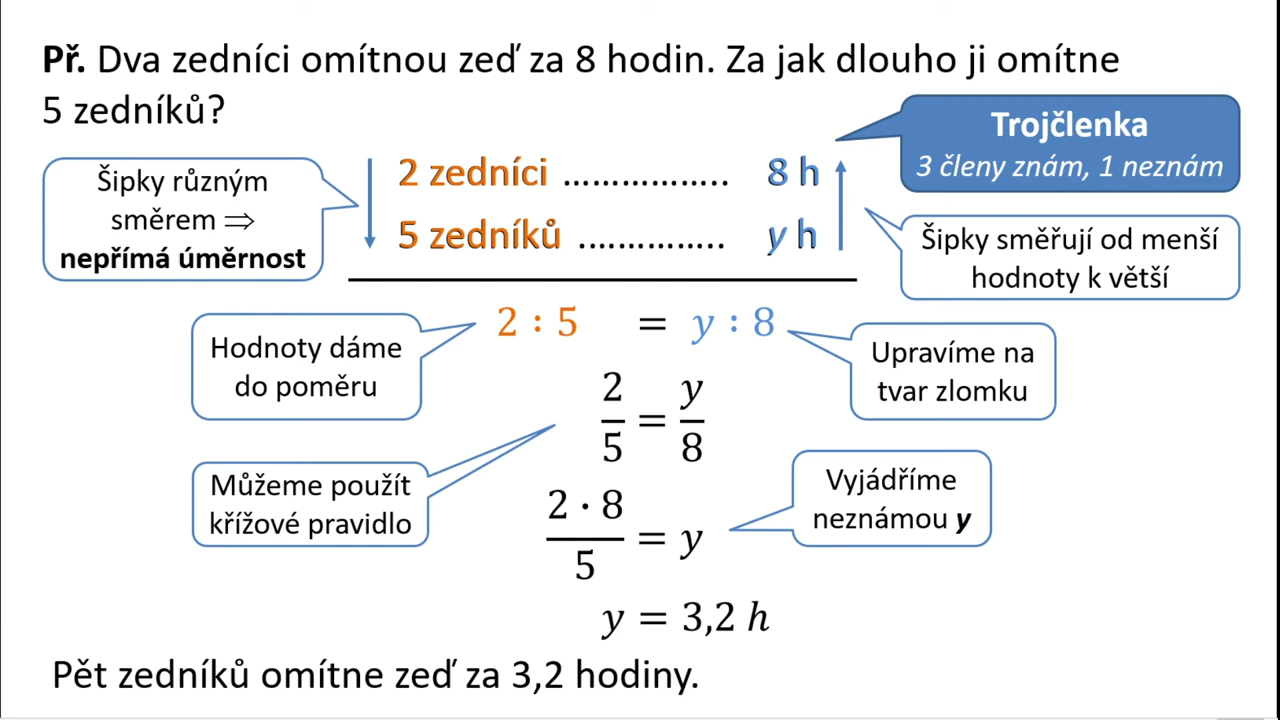 Př. Dva zedníci omítnou zeď za 8 hodin. Za jak dlouho ji omítne
5 zedníků?
Trojčlenka
3 členy znám, 1 neznám
Šipky různým
směrem ⇒
nepřímá úměrnost
2 zedníci ................. 8 h
5 zedníků ............... y h
Šipky směřují od menší
hodnoty k větší
2 : 5 = y : 8
Hodnoty dáme
do poměru
Upravíme na
tvar zlomku
2/5 = y/8
Můžeme použít
křížové pravidlo
Vyjádříme
neznámou y
2 · 8/5 = y
y = 3,2 h
Pět zedníků omítne zeď za 3,2 hodiny.